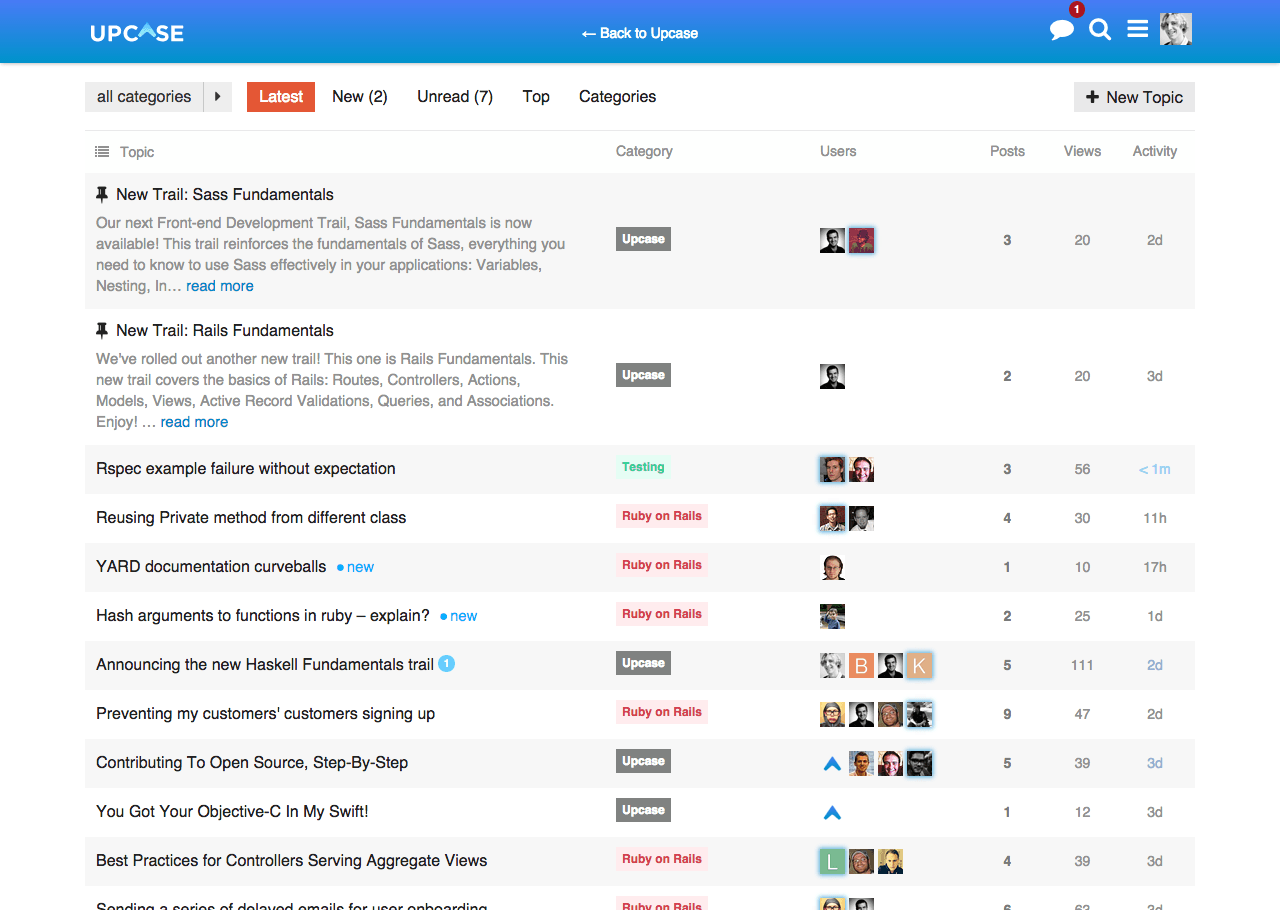 UPCASE
← Back to Upcase
1
all categories
Latest
New (2)
Unread (7)
Top
Categories
+ New Topic
Topic
Category
Users
Posts
Views
Activity
New Trail: Sass Fundamentals
Our next Front-end Development Trail, Sass Fundamentals is now
available! This trail reinforces the fundamentals of Sass, everything you
need to know to use Sass effectively in your applications: Variables,
Nesting, In… read more
Upcase
3
20
2d
New Trail: Rails Fundamentals
We've rolled out another new trail! This one is Rails Fundamentals. This
new trail covers the basics of Rails: Routes, Controllers, Actions,
Models, Views, Active Record Validations, Queries, and Associations.
Enjoy! … read more
Upcase
2
20
3d
Rspec example failure without expectation
Testing
3
56
< 1m
Reusing Private method from different class
Ruby on Rails
4
30
11h
YARD documentation curveballs
new
Ruby on Rails
1
10
17h
Hash arguments to functions in ruby – explain?
new
Ruby on Rails
2
25
1d
Announcing the new Haskell Fundamentals trail
1
Upcase
B
K
5
111
2d
Preventing my customers' customers signing up
Ruby on Rails
9
47
2d
Contributing To Open Source, Step-By-Step
Upcase
5
39
3d
You Got Your Objective-C In My Swift!
Upcase
1
12
3d
Best Practices for Controllers Serving Aggregate Views
Ruby on Rails
L
4
39
3d
Sending a series of delayed emails for user onboarding
Ruby on Rails
6
63
3d